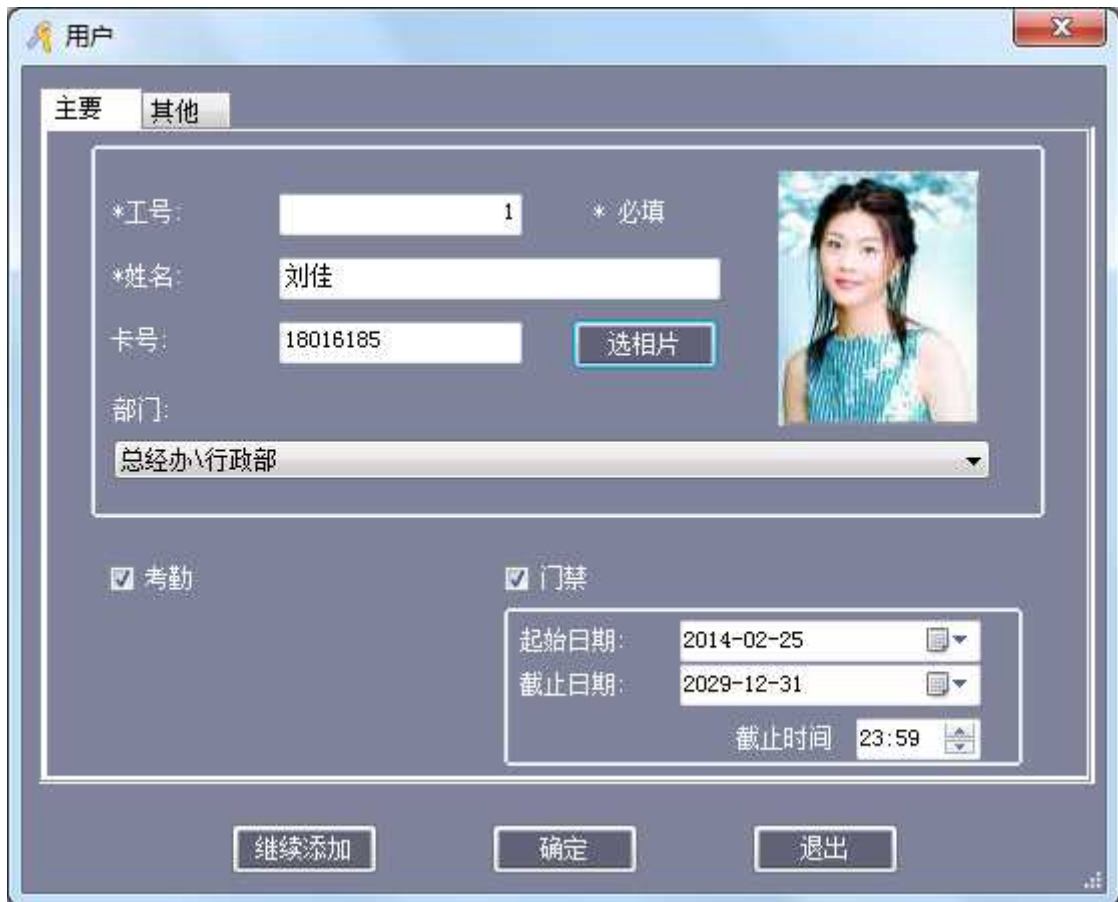 用户
主要 其他
*工号: 1 * 必填
*姓名: 刘佳
卡号: 18016185 选相片
部门:
总经办\行政部
考勤 门禁
起始日期: 2014-02-25
截止日期: 2029-12-31
截止时间 23:59
继续添加 确定 退出